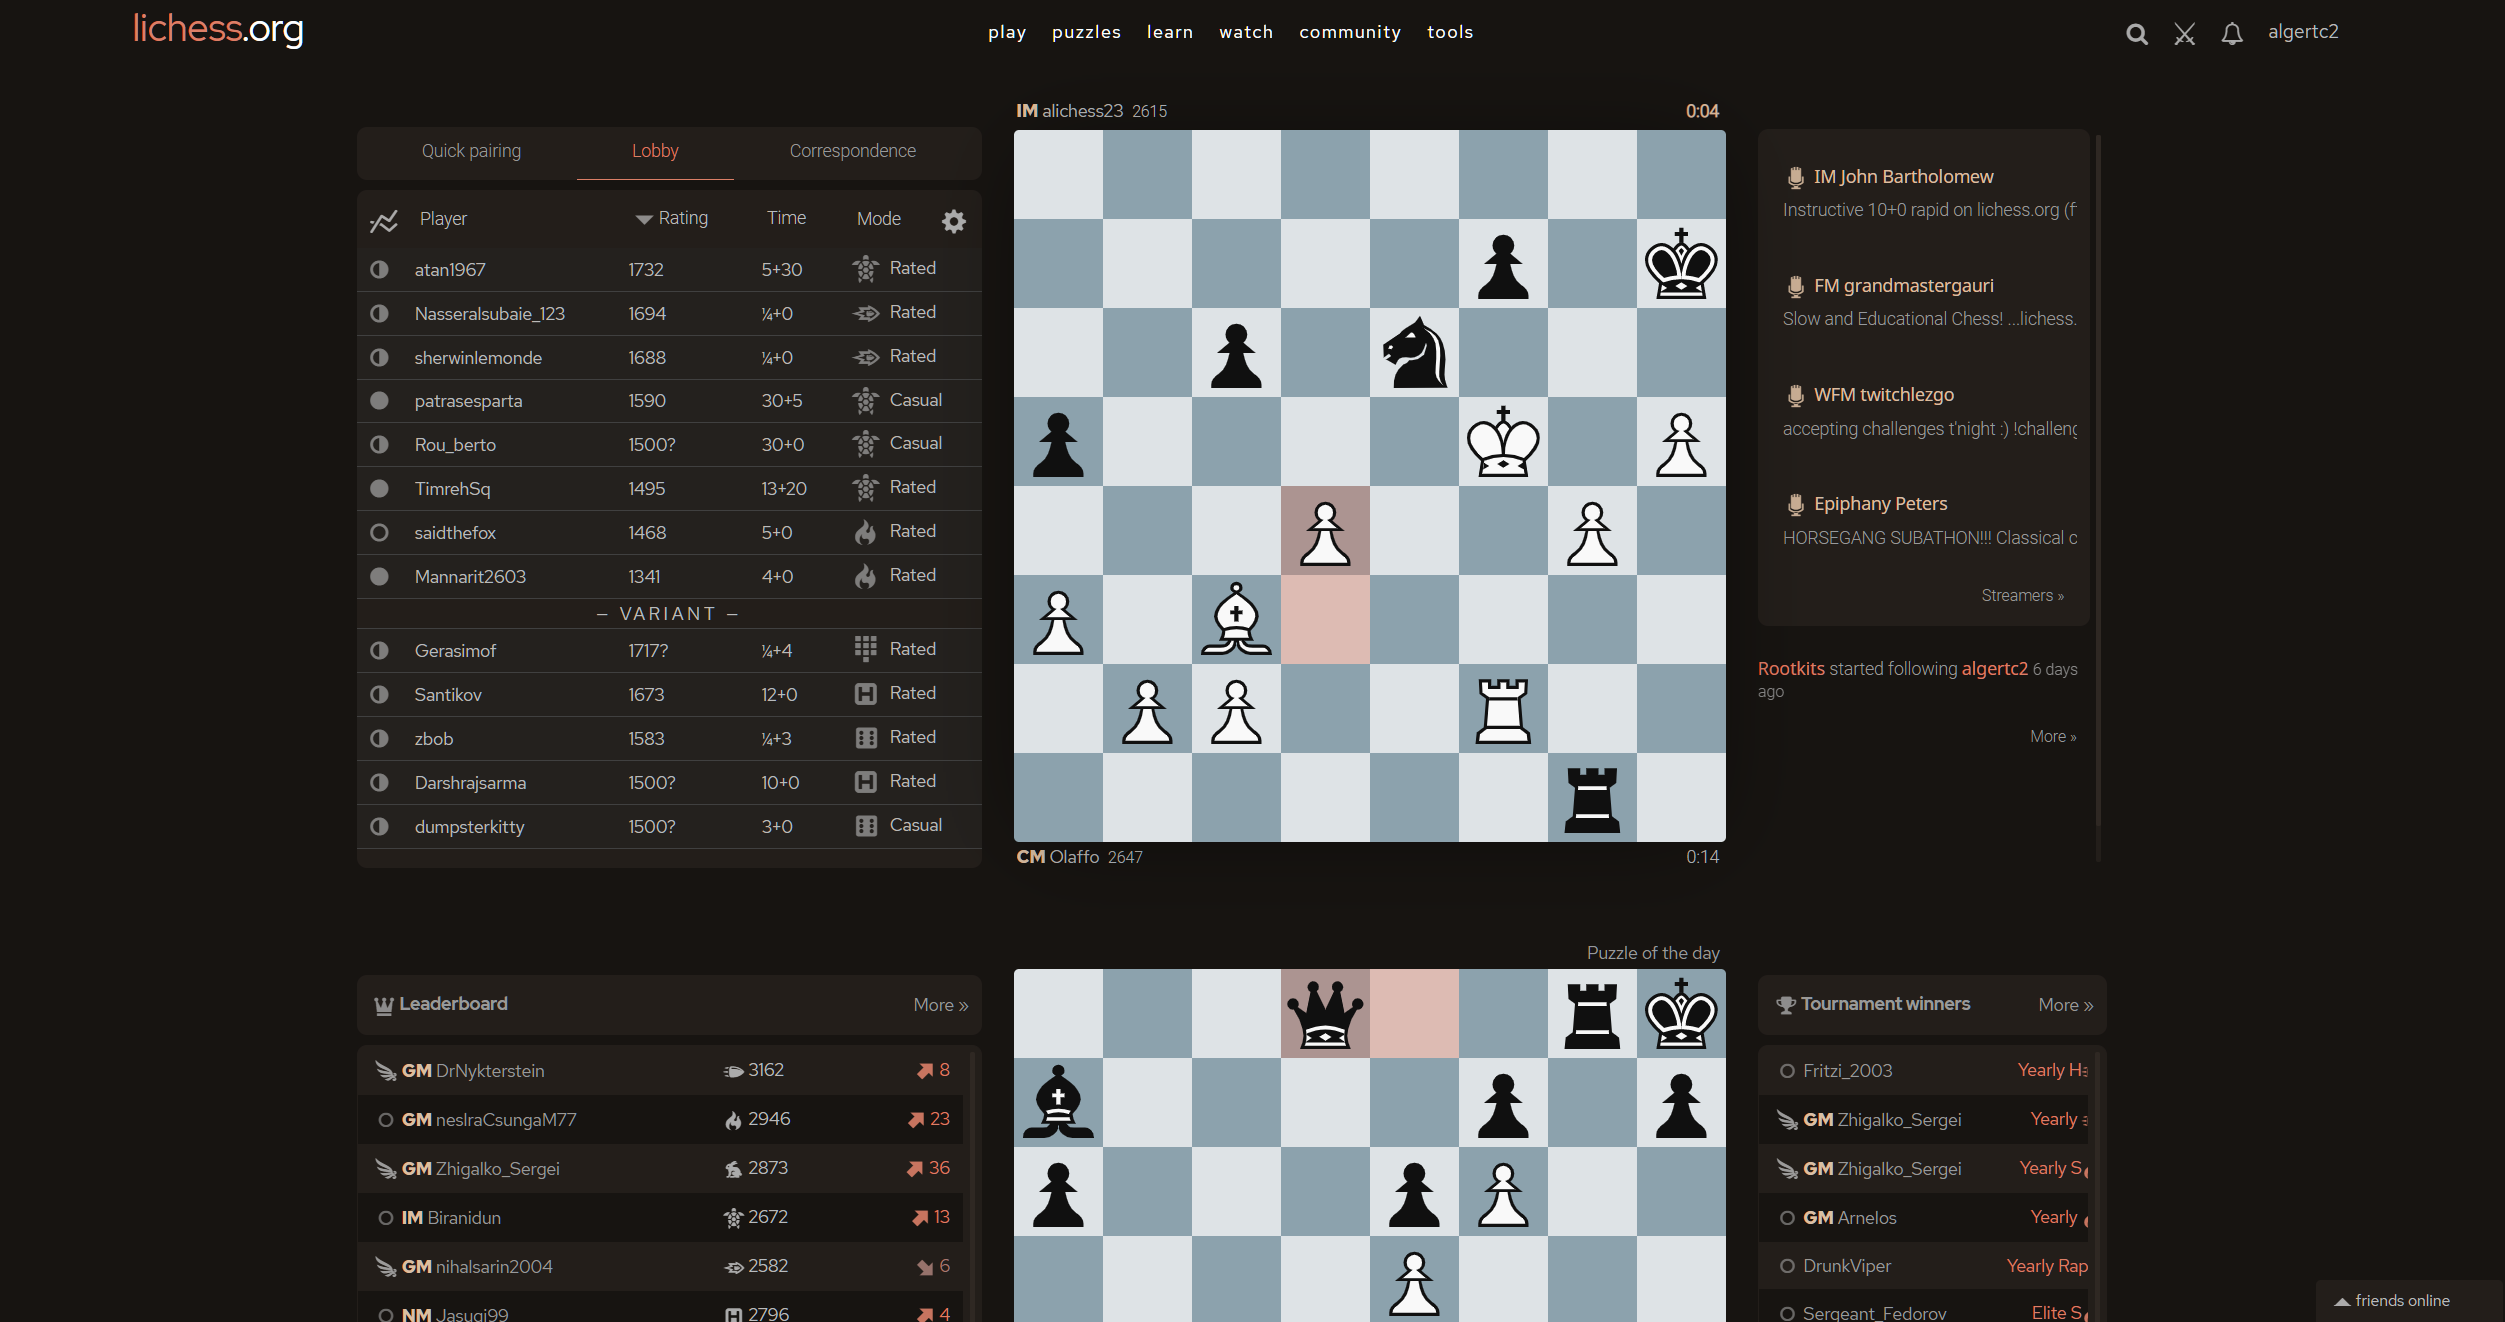 lichess.org
play puzzles learn watch community tools
algertc2
Quick pairing Lobby Correspondence
Player Rating Time Mode
atan1967 1732 5+30 Rated
Nasseralsubaie_123 1694 ¼+0 Rated
sherwinlemonde 1688 ¼+0 Rated
patrasesparta 1590 30+5 Casual
Rou_berto 1500? 30+0 Casual
TimrehSq 1495 13+20 Rated
saidthefox 1468 5+0 Rated
Mannarit2603 1341 4+0 Rated
– VARIANT –
Gerasimof 1717? ¼+4 Rated
Santikov 1673 12+0 Rated
zbob 1583 ¼+3 Rated
Darshrajsarma 1500? 10+0 Rated
dumpsterkitty 1500? 3+0 Casual
IM alichess23 2615 0:04
CM Olaffo 2647 0:14
IM John Bartholomew
Instructive 10+0 rapid on lichess.org (f
FM grandmastergauri
Slow and Educational Chess! ...lichess.
WFM twitchlezgo
accepting challenges t'night :) !challeng
Epiphany Peters
HORSEGANG SUBATHON!!! Classical c
Streamers »
Rootkits started following algertc2 6 days
ago
More »
Leaderboard More »
GM DrNykterstein 3162 8
GM neslraCsungaM77 2946 23
GM Zhigalko_Sergei 2873 36
IM Biranidun 2672 13
GM nihalsarin2004 2582 6
NM Jasugi99 2796 4
Puzzle of the day
Tournament winners More »
Fritzi_2003 Yearly H
GM Zhigalko_Sergei Yearly
GM Zhigalko_Sergei Yearly S
GM Arnelos Yearly
DrunkViper Yearly Rap
Sergeant_Fedorov Elite S
friends online